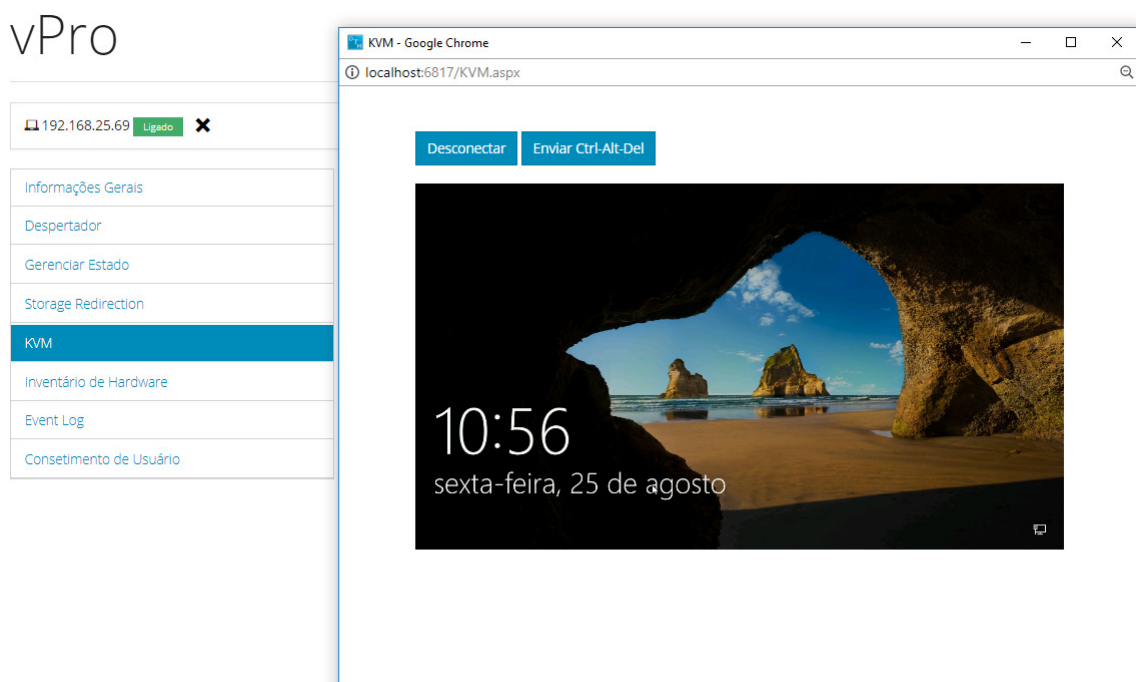 vPro
192.168.25.69 Ligado
Informações Gerais
Despertador
Gerenciar Estado
Storage Redirection
KVM
Inventário de Hardware
Event Log
Consetimento de Usuário
KVM - Google Chrome
localhost:6817/KVM.aspx
Desconectar Enviar Ctrl-Alt-Del
10:56
sexta-feira, 25 de agosto